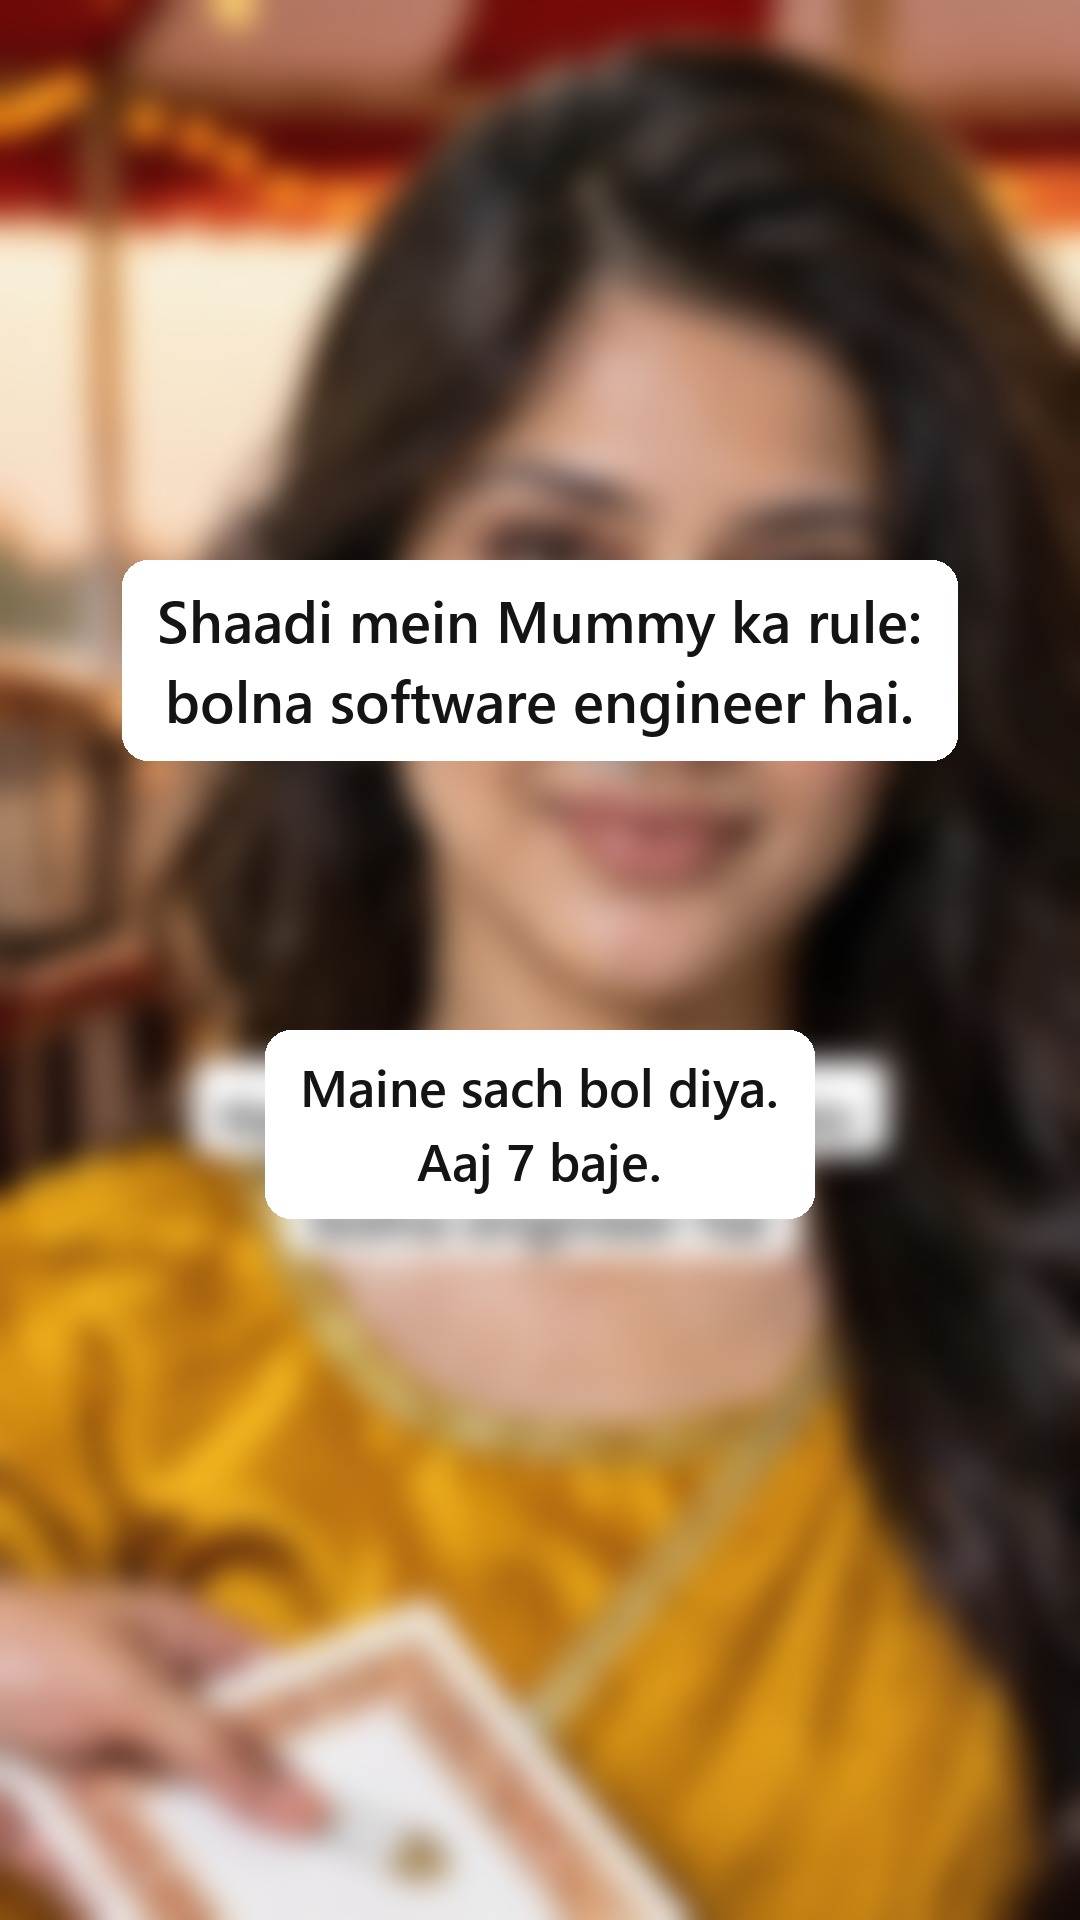 Shaadi mein Mummy ka rule:
bolna software engineer hai.
Maine sach bol diya.
Aaj 7 baje.